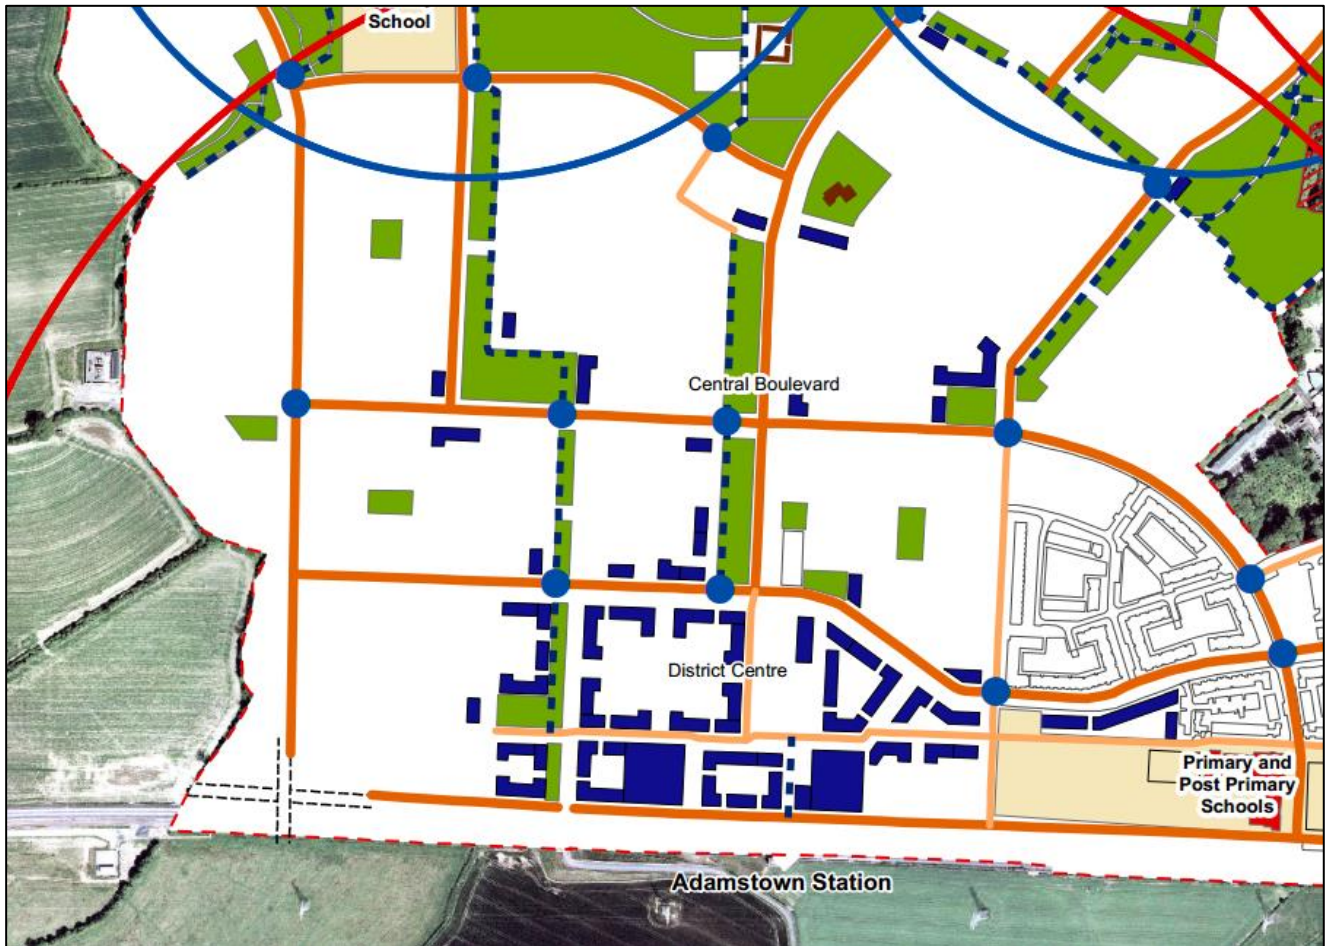 School
Central Boulevard
District Centre
Primary and
Post Primary
Schools
Adamstown Station